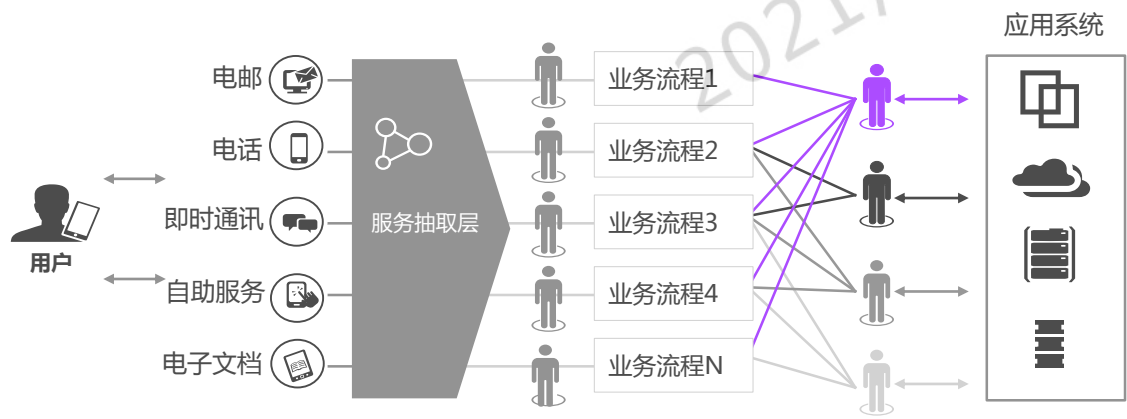 2021/
应用系统
电邮
业务流程1
电话
业务流程2
即时通讯
服务抽取层
业务流程3
用户
自助服务
业务流程4
电子文档
业务流程N